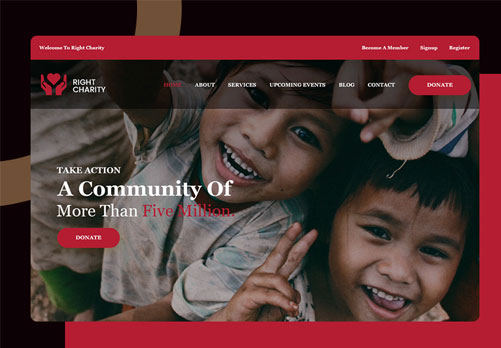 Welcome To Right Charity
Become A Member Signup Register
RIGHT
CHARITY
HOME ABOUT SERVICES UPCOMING EVENTS BLOG CONTACT DONATE
TAKE ACTION
A Community Of
More Than Five Million.
DONATE